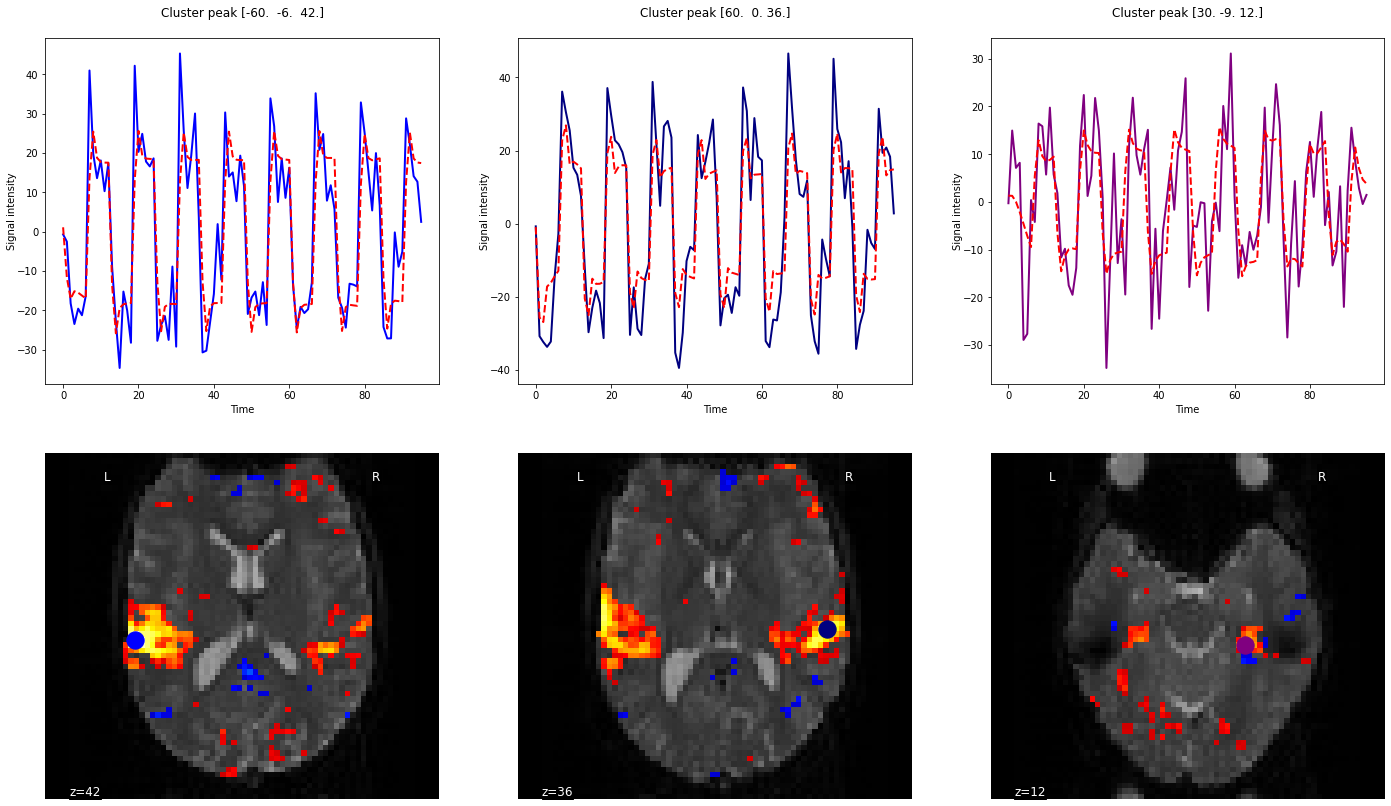 Cluster peak [-60.  -6.  42.]
Cluster peak [60.  0. 36.]
Cluster peak [30. -9. 12.]
Signal intensity
40
30
20
10
0
−10
−20
−30
0
20
40
60
80
Time
Signal intensity
40
20
0
−20
−40
0
20
40
60
80
Time
Signal intensity
30
20
10
0
−10
−20
−30
0
20
40
60
80
Time
L
R
z=42
L
R
z=36
L
R
z=12